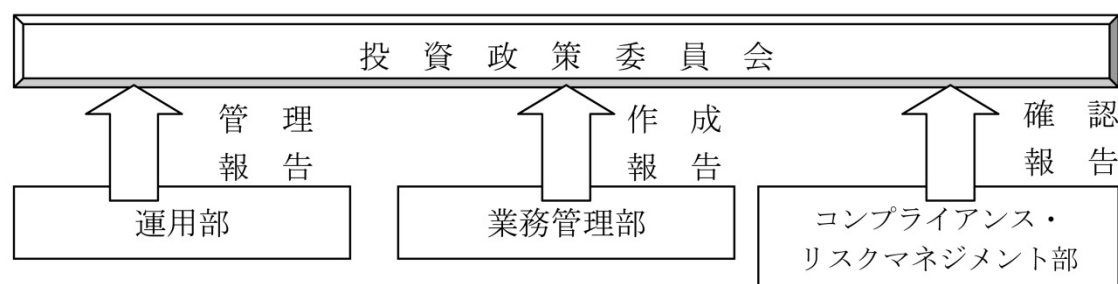 投資政策委員会
管理
報告
作成
報告
確認
報告
運用部
業務管理部
コンプライアンス・
リスクマネジメント部